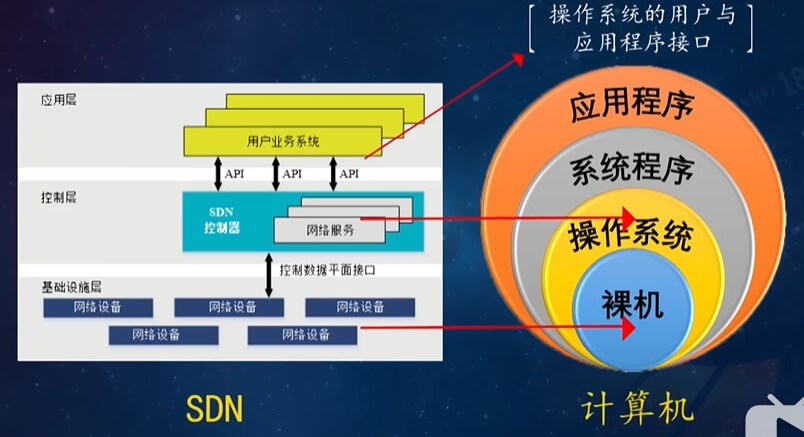 操作系统的用户与
应用程序接口
应用层
用户业务系统
API
API
API
控制层
SDN
控制器
网络服务
控制数据平面接口
基础设施层
网络设备
网络设备
网络设备
网络设备
网络设备
应用程序
系统程序
操作系统
裸机
SDN
计算机